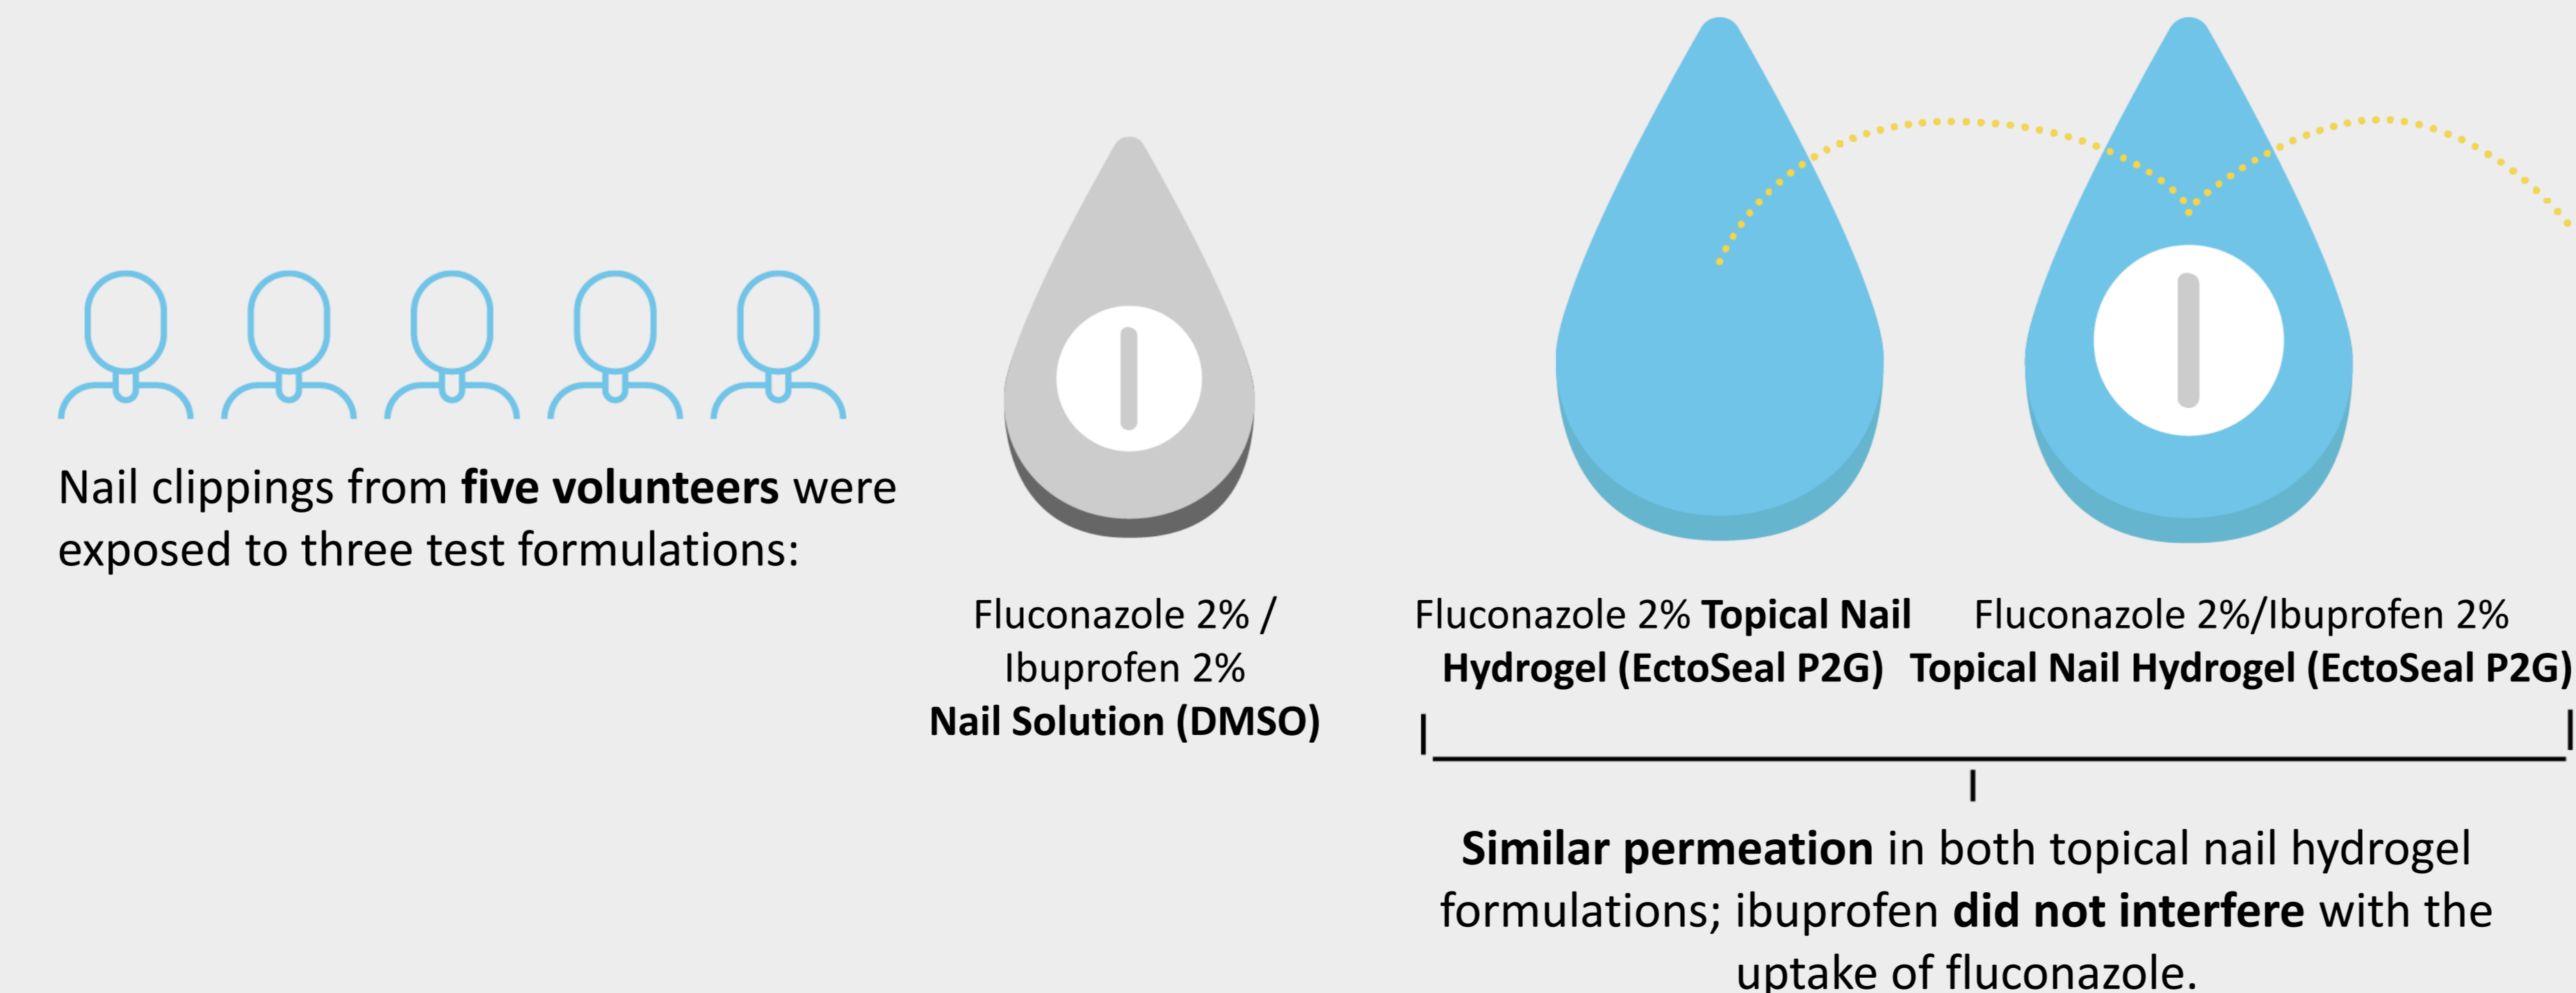 Nail clippings from five volunteers were
exposed to three test formulations:
Fluconazole 2% /
Ibuprofen 2%
Nail Solution (DMSO)
Fluconazole 2% Topical Nail
Hydrogel (EctoSeal P2G)
Fluconazole 2%/Ibuprofen 2%
Topical Nail Hydrogel (EctoSeal P2G)
Similar permeation in both topical nail hydrogel
formulations; ibuprofen did not interfere with the
uptake of fluconazole.